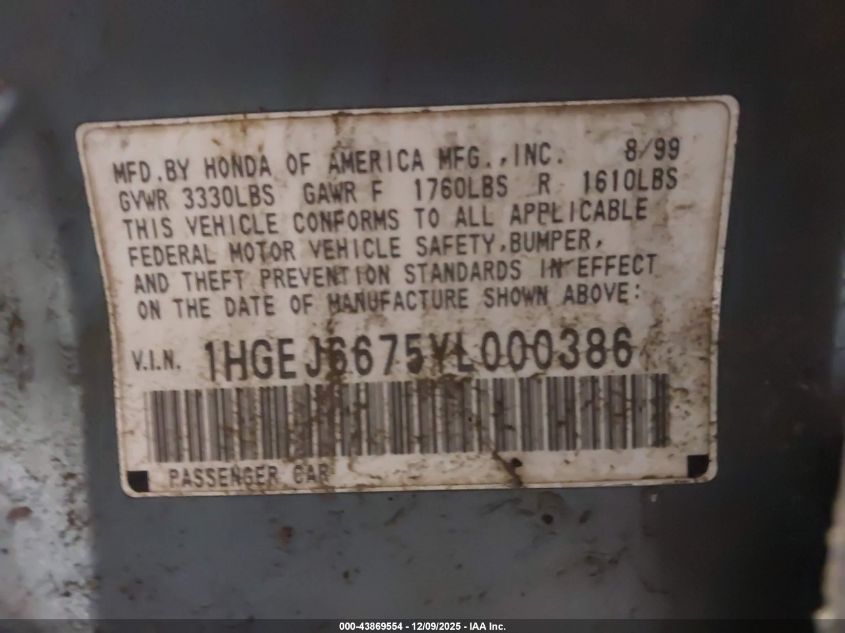 MFD.BY HONDA OF AMERICA MFG.,INC. 8/99
GVWR 3330LBS GAWR F 1760LBS R 1610LBS
THIS VEHICLE CONFORMS TO ALL APPLICABLE
FEDERAL MOTOR VEHICLE SAFETY,BUMPER,
AND THEFT PREVENTION STANDARDS IN EFFECT
ON THE DATE OF MANUFACTURE SHOWN ABOVE:
V.I.N. 1HGEJ6675YL000386
PASSENGER CAR
000-43869554 - 12/09/2025 - IAA Inc.